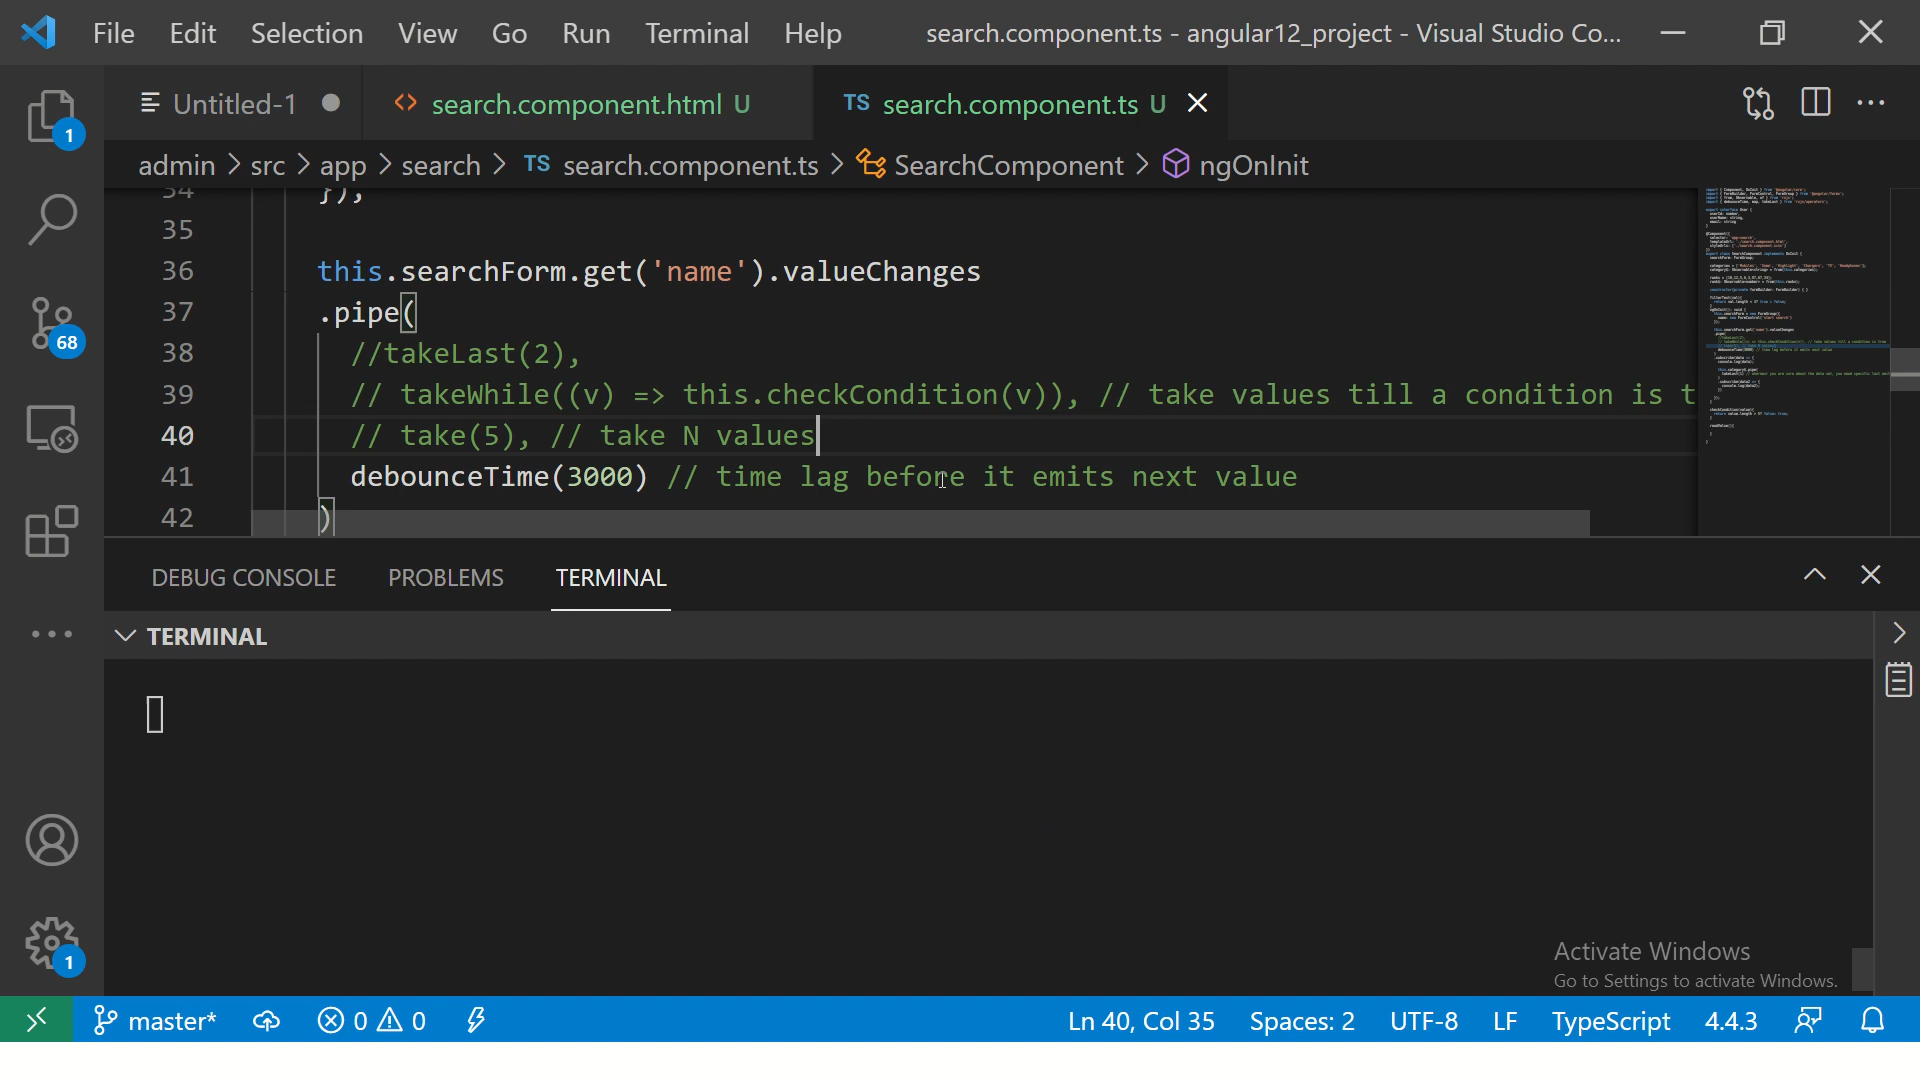 File Edit Selection View Go Run Terminal Help search.component.ts - angular12_project - Visual Studio Co...
Untitled-1 search.component.html U TS search.component.ts U
admin > src > app > search > TS search.component.ts > SearchComponent > ngOnInit
34 });
35
36 this.searchForm.get('name').valueChanges
37 .pipe(
38 //takeLast(2),
39 // takeWhile((v) => this.checkCondition(v)), // take values till a condition is t
40 // take(5), // take N values
41 debounceTime(3000) // time lag before it emits next value
42 )
DEBUG CONSOLE PROBLEMS TERMINAL
TERMINAL
Activate Windows
Go to Settings to activate Windows.
1
68
1
master* 0 0 Ln 40, Col 35 Spaces: 2 UTF-8 LF TypeScript 4.4.3